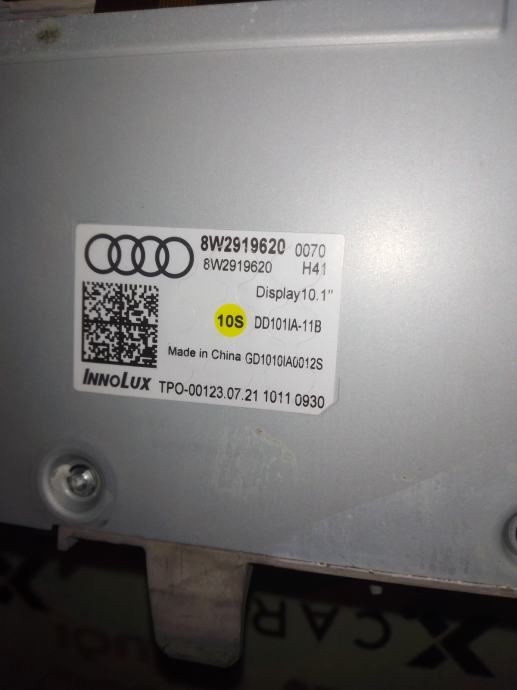 8W2919620 0070
8W2919620 H41
Display10.1"
10S DD101IA-11B
Made in China GD1010IA0012S
INNOLUX TPO-00123.07.21 1011 0930
CAR